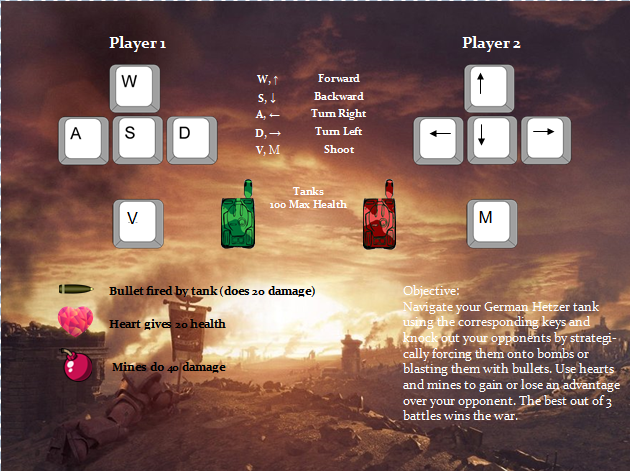 Player 1
Player 2
W
A
S
D
V
W, ↑ Forward
S, ↓ Backward
A, ← Turn Right
D, → Turn Left
V, M Shoot
↑
←
↓
→
M
Tanks
100 Max Health
Bullet fired by tank (does 20 damage)
Heart gives 20 health
Mines do 40 damage
Objective:
Navigate your German Hetzer tank
using the corresponding keys and
knock out your opponents by strategi-
cally forcing them onto bombs or
blasting them with bullets. Use hearts
and mines to gain or lose an advantage
over your opponent. The best out of 3
battles wins the war.